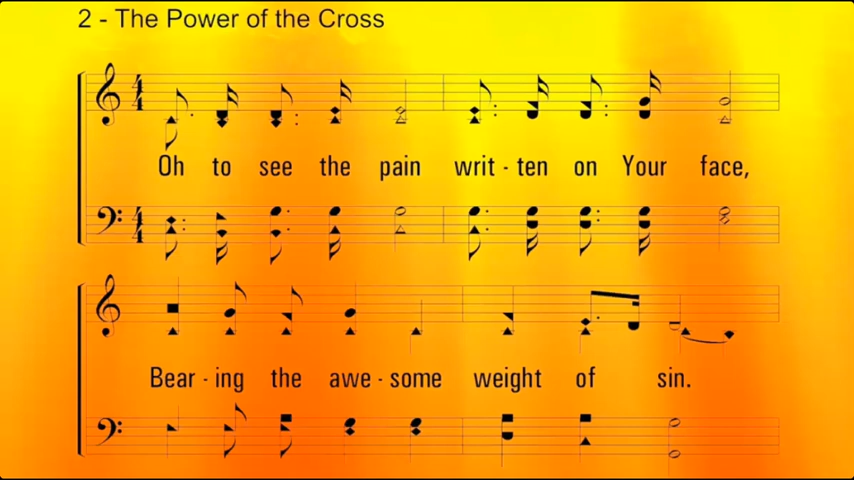 2 - The Power of the Cross
Oh to see the pain writ - ten on Your face,
Bear - ing the awe - some weight of sin.